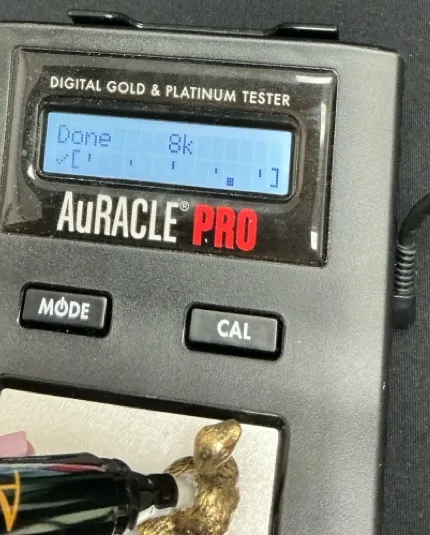 DIGITAL GOLD & PLATINUM TESTER
Done 8k
✓[' ' ' ' ']
AuRACLE® PRO
MODE
CAL